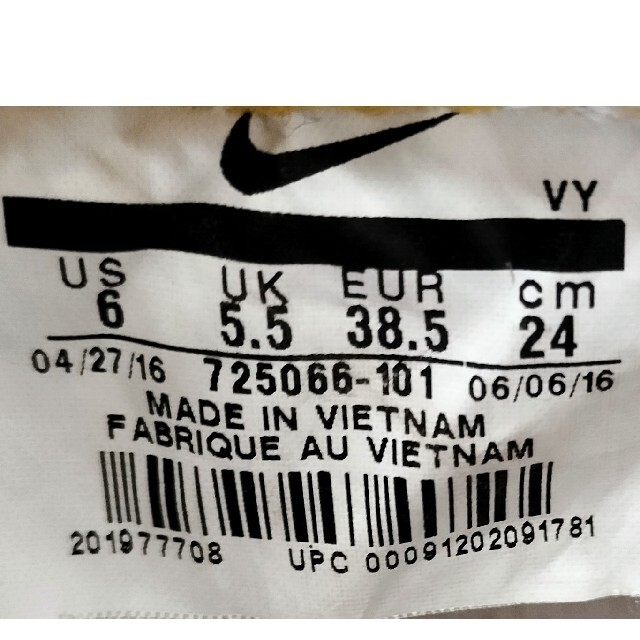 VY
US UK EUR cm
6 5.5 38.5 24
04/27/16 725066-101 06/06/16
MADE IN VIETNAM
FABRIQUE AU VIETNAM
201977708 UPC 00091202091781